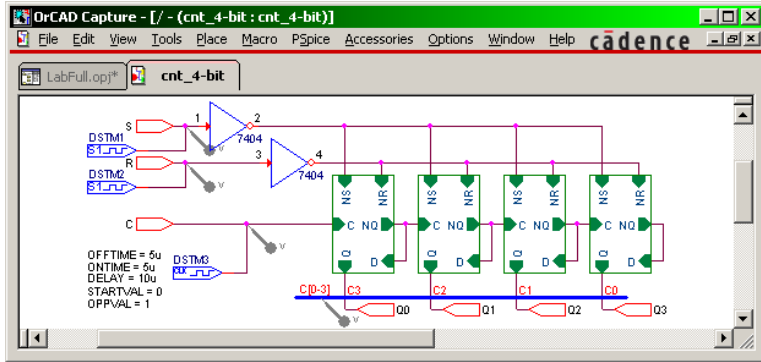 OrCAD Capture - [/ - (cnt_4-bit : cnt_4-bit)]
File Edit View Tools Place Macro PSpice Accessories Options Window Help cādence
LabFull.opj* cnt_4-bit
S 1 2
DSTM1 7404
S1
R 3 4
DSTM2 7404
S1
NS NR NS NR NS NR NS NR
C C NQ C NQ C NQ C NQ
V V V V
OFFTIME = 5u DSTM3
ONTIME = 5u CLK
DELAY = 10u
STARTVAL = 0
OPPVAL = 1
Q D Q D Q D Q D
C[0-3] C3 C2 C1 C0
Q0 Q1 Q2 Q3